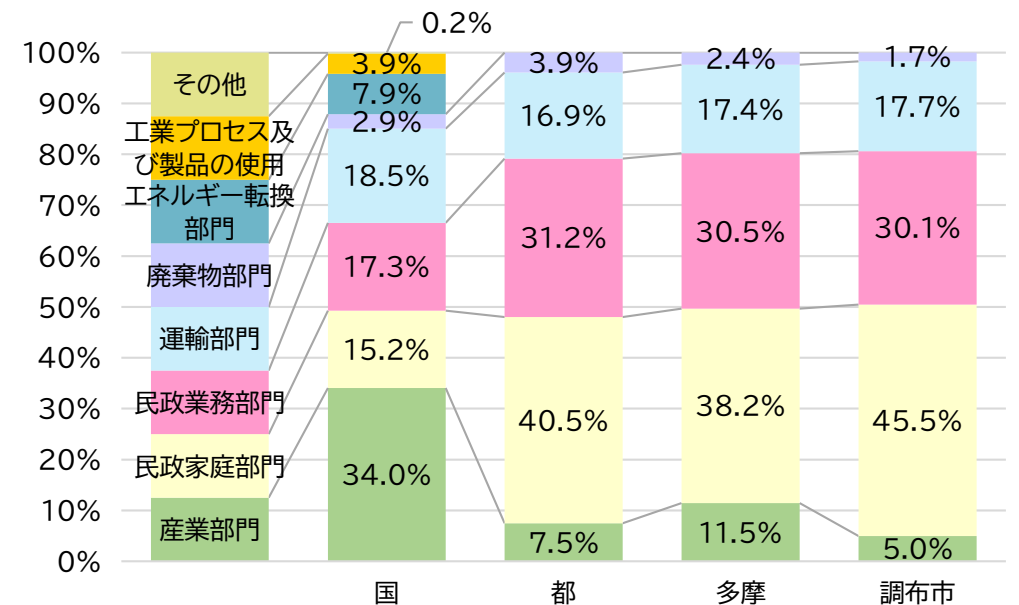 0.2%
100%
90%
80%
70%
60%
50%
40%
30%
20%
10%
0%
その他
工業プロセス及
び製品の使用
エネルギー転換
部門
廃棄物部門
運輸部門
民政業務部門
民政家庭部門
産業部門
3.9%
7.9%
2.9%
18.5%
17.3%
15.2%
34.0%
3.9%
16.9%
31.2%
40.5%
7.5%
2.4%
17.4%
30.5%
38.2%
11.5%
1.7%
17.7%
30.1%
45.5%
5.0%
国
都
多摩
調布市